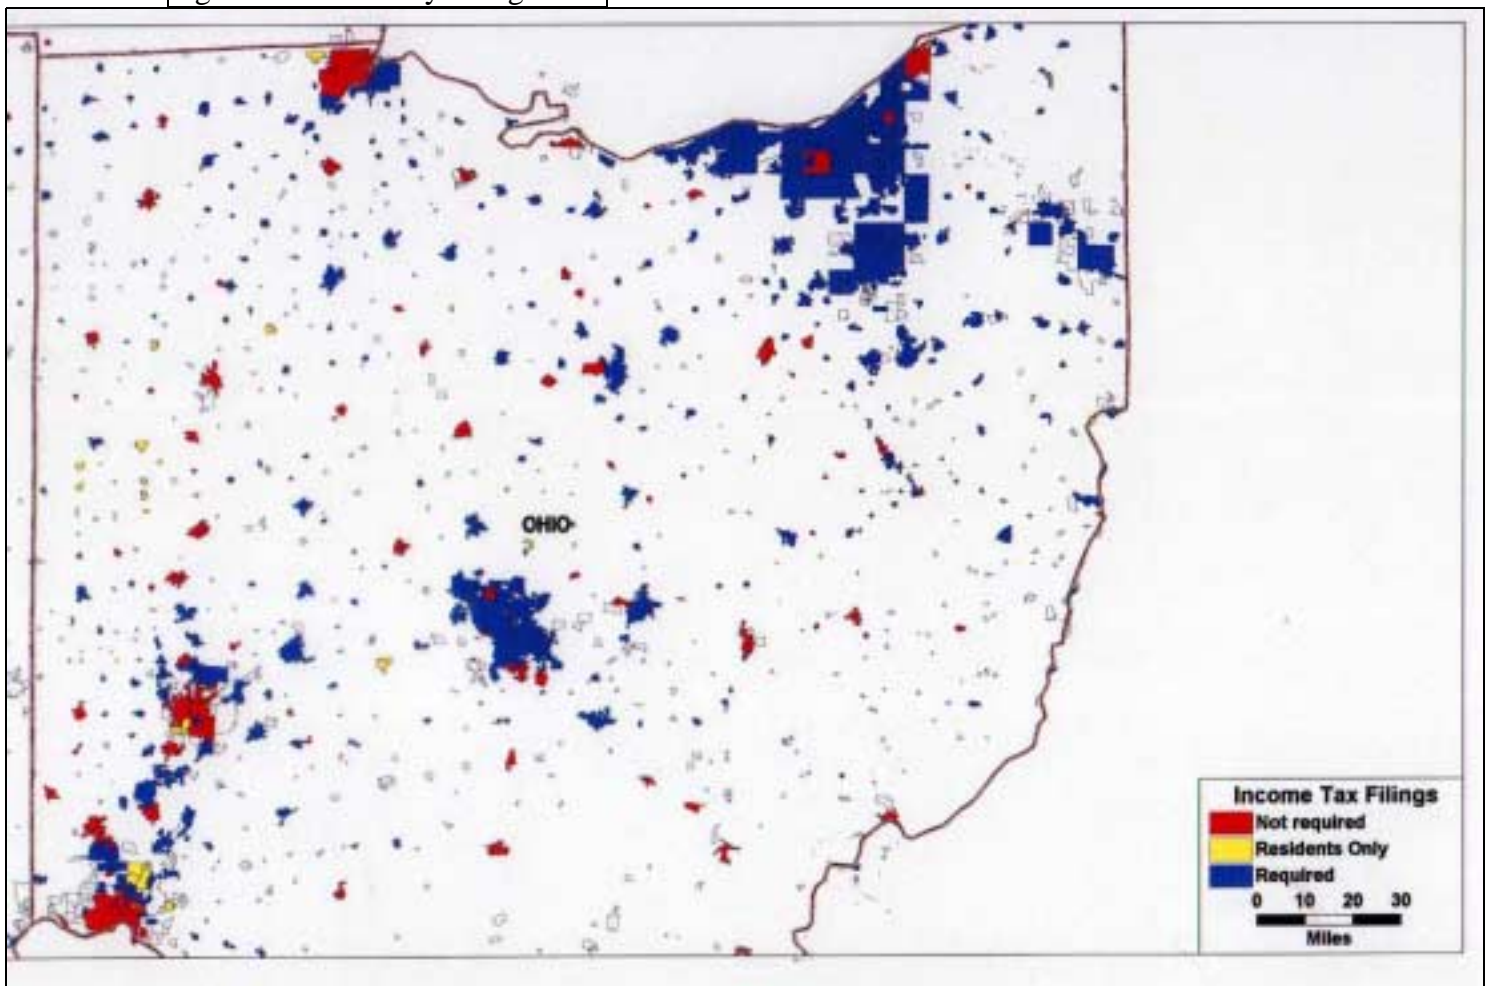 OHIO
Income Tax Filings
Not required
Residents Only
Required
0 10 20 30
Miles